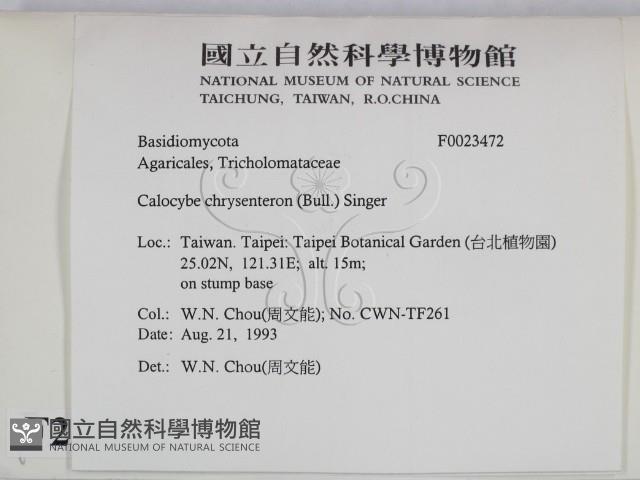 國立自然科學博物館
NATIONAL MUSEUM OF NATURAL SCIENCE
TAICHUNG, TAIWAN, R.O.CHINA
Basidiomycota F0023472
Agaricales, Tricholomataceae
Calocybe chrysenteron (Bull.) Singer
Loc.: Taiwan. Taipei: Taipei Botanical Garden (台北植物園)
25.02N, 121.31E; alt. 15m;
on stump base
Col.: W.N. Chou(周文能); No. CWN-TF261
Date: Aug. 21, 1993
Det.: W.N. Chou(周文能)
國立自然科學博物館
NATIONAL MUSEUM OF NATURAL SCIENCE